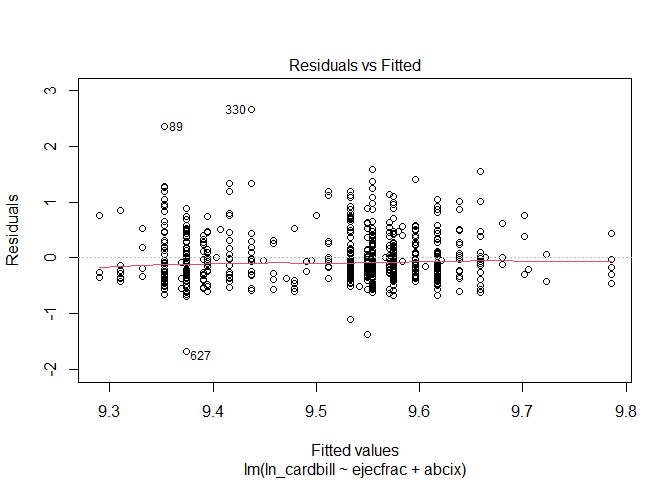 Residuals vs Fitted
3
2
1
0
-1
-2
Residuals
330
89
627
9.3 9.4 9.5 9.6 9.7 9.8
Fitted values
lm(ln_cardbill ~ ejecfrac + abcix)